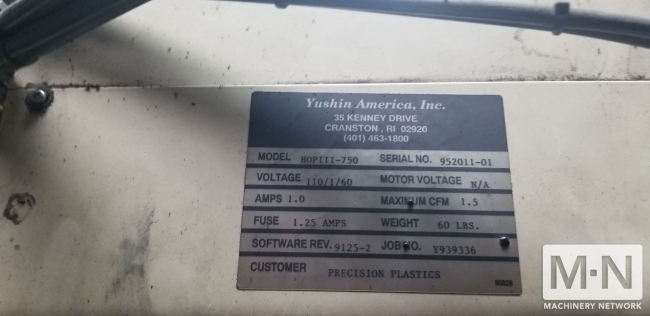 Yushin America, Inc.
35 KENNEY DRIVE
CRANSTON, RI 02920
(401) 463-1800
MODEL HOPIII-750 SERIAL NO. 952011-01
VOLTAGE 110/1/60 MOTOR VOLTAGE N/A
AMPS 1.0 MAXIMUM CFM 1.5
FUSE 1.25 AMPS WEIGHT 60 LBS.
SOFTWARE REV. 9125-2 JOB NO. Y939336
CUSTOMER PRECISION PLASTICS
M·N
MACHINERY NETWORK